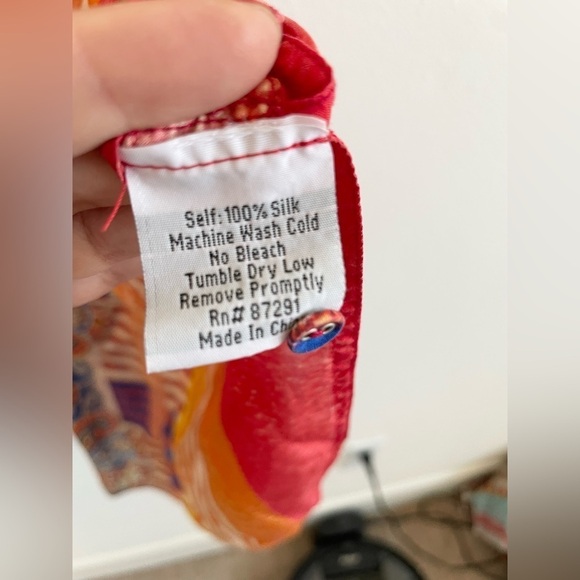 Self: 100% Silk
Machine Wash Cold
No Bleach
Tumble Dry Low
Remove Promptly
Rn# 87291
Made In